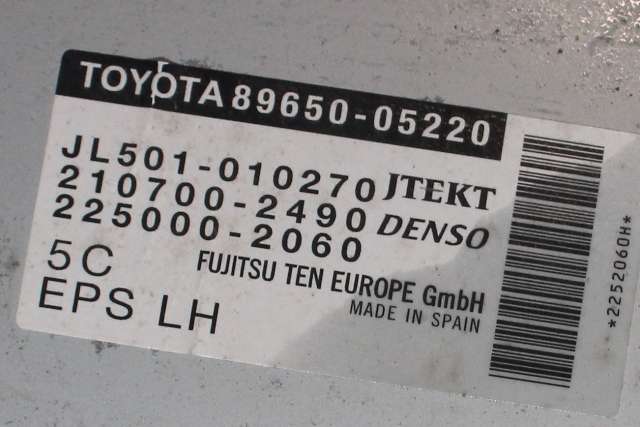 TOYOTA 89650-05220
JL501-010270 JTEKT
210700-2490 DENSO
225000-2060
5C FUJITSU TEN EUROPE GmbH
EPS LH MADE IN SPAIN
*2252060H*